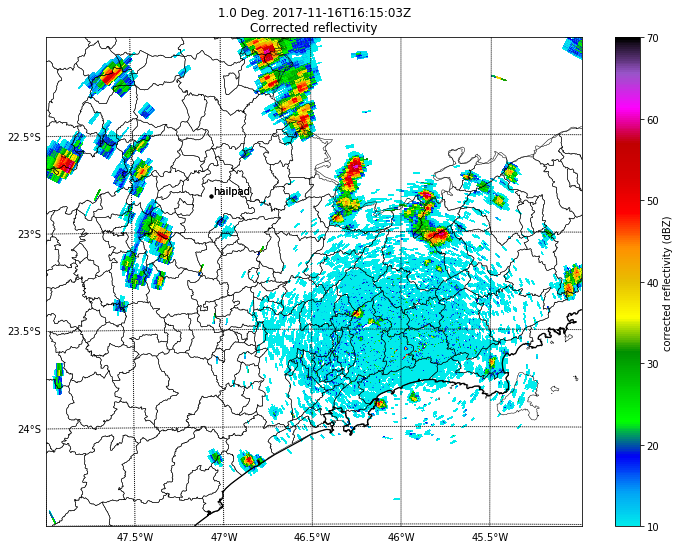 1.0 Deg. 2017-11-16T16:15:03Z
Corrected reflectivity
70
60
50
40
30
20
10
corrected reflectivity (dBZ)
22.5°S
23°S
23.5°S
24°S
hailpad
47.5°W
47°W
46.5°W
46°W
45.5°W